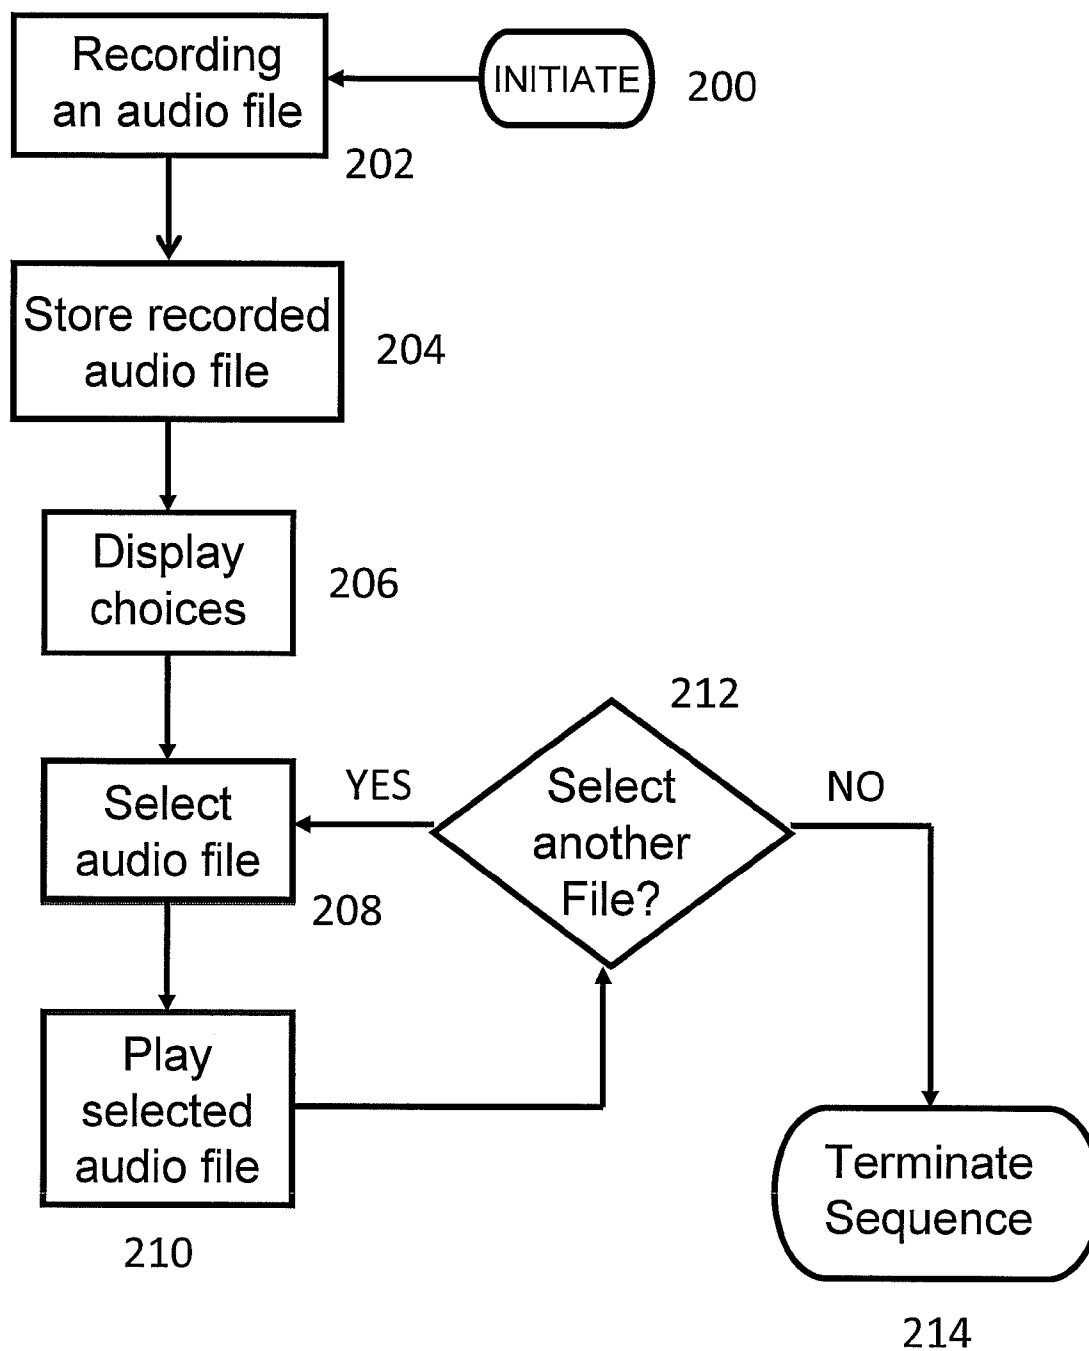 Recording
an audio file
INITIATE
200
202
Store recorded
audio file
204
Display
choices
206
212
Select
audio file
YES
208
Select
another
File?
NO
Play
selected
audio file
210
Terminate
Sequence
214